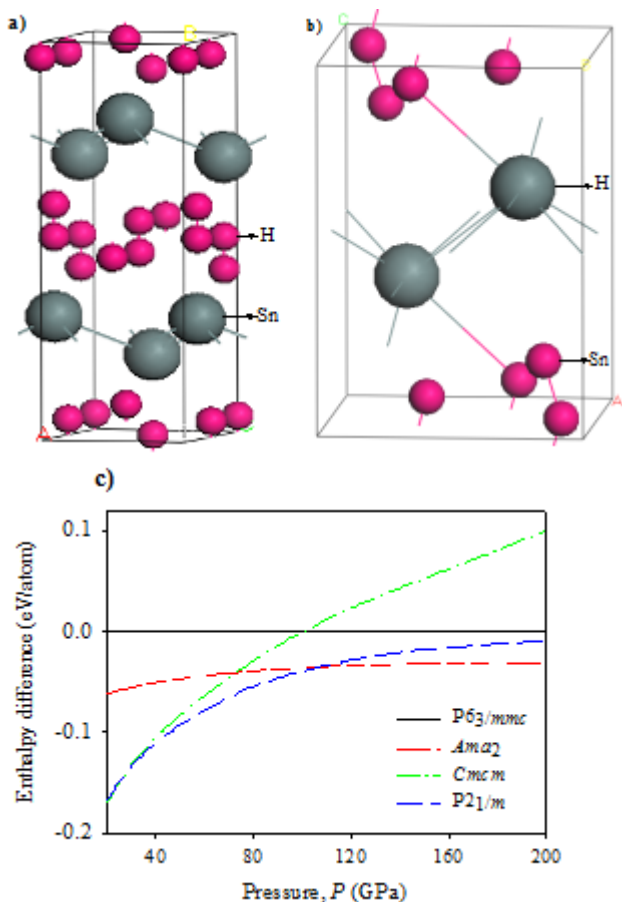 a)
B
H
Sn
A
C
b)
C
B
H
Sn
A
c)
Enthalpy difference (eV/atom)
0.1
0.0
-0.1
-0.2
P63/mmc
Ama2
Cmcm
P21/m
40
80
120
160
200
Pressure, P (GPa)